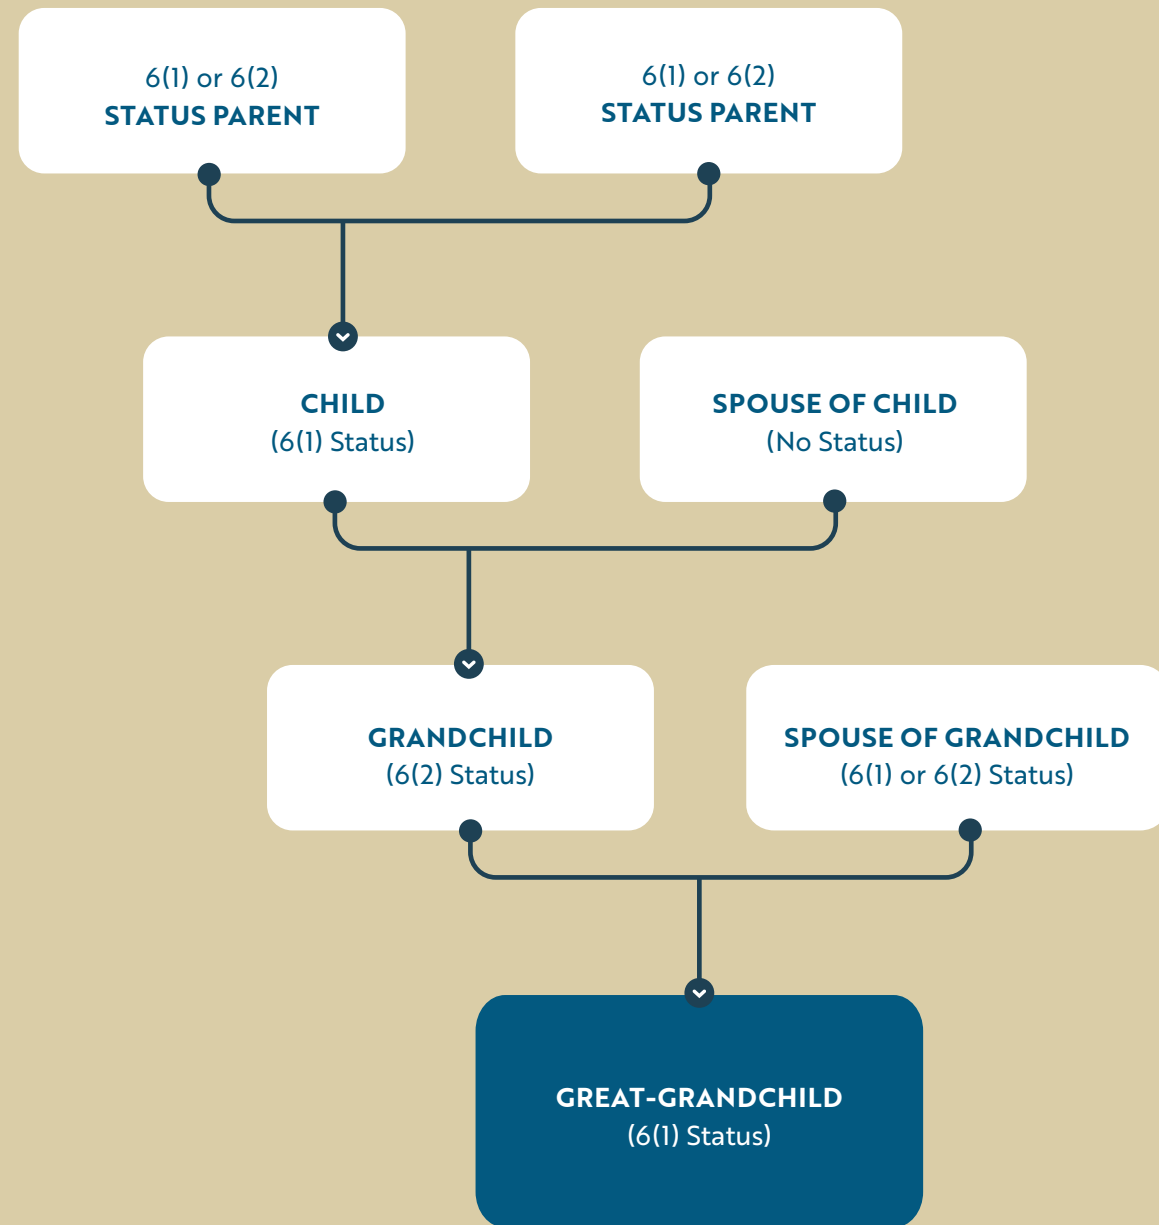 6(1) or 6(2)
STATUS PARENT
6(1) or 6(2)
STATUS PARENT
CHILD
(6(1) Status)
SPOUSE OF CHILD
(No Status)
GRANDCHILD
(6(2) Status)
SPOUSE OF GRANDCHILD
(6(1) or 6(2) Status)
GREAT-GRANDCHILD
(6(1) Status)